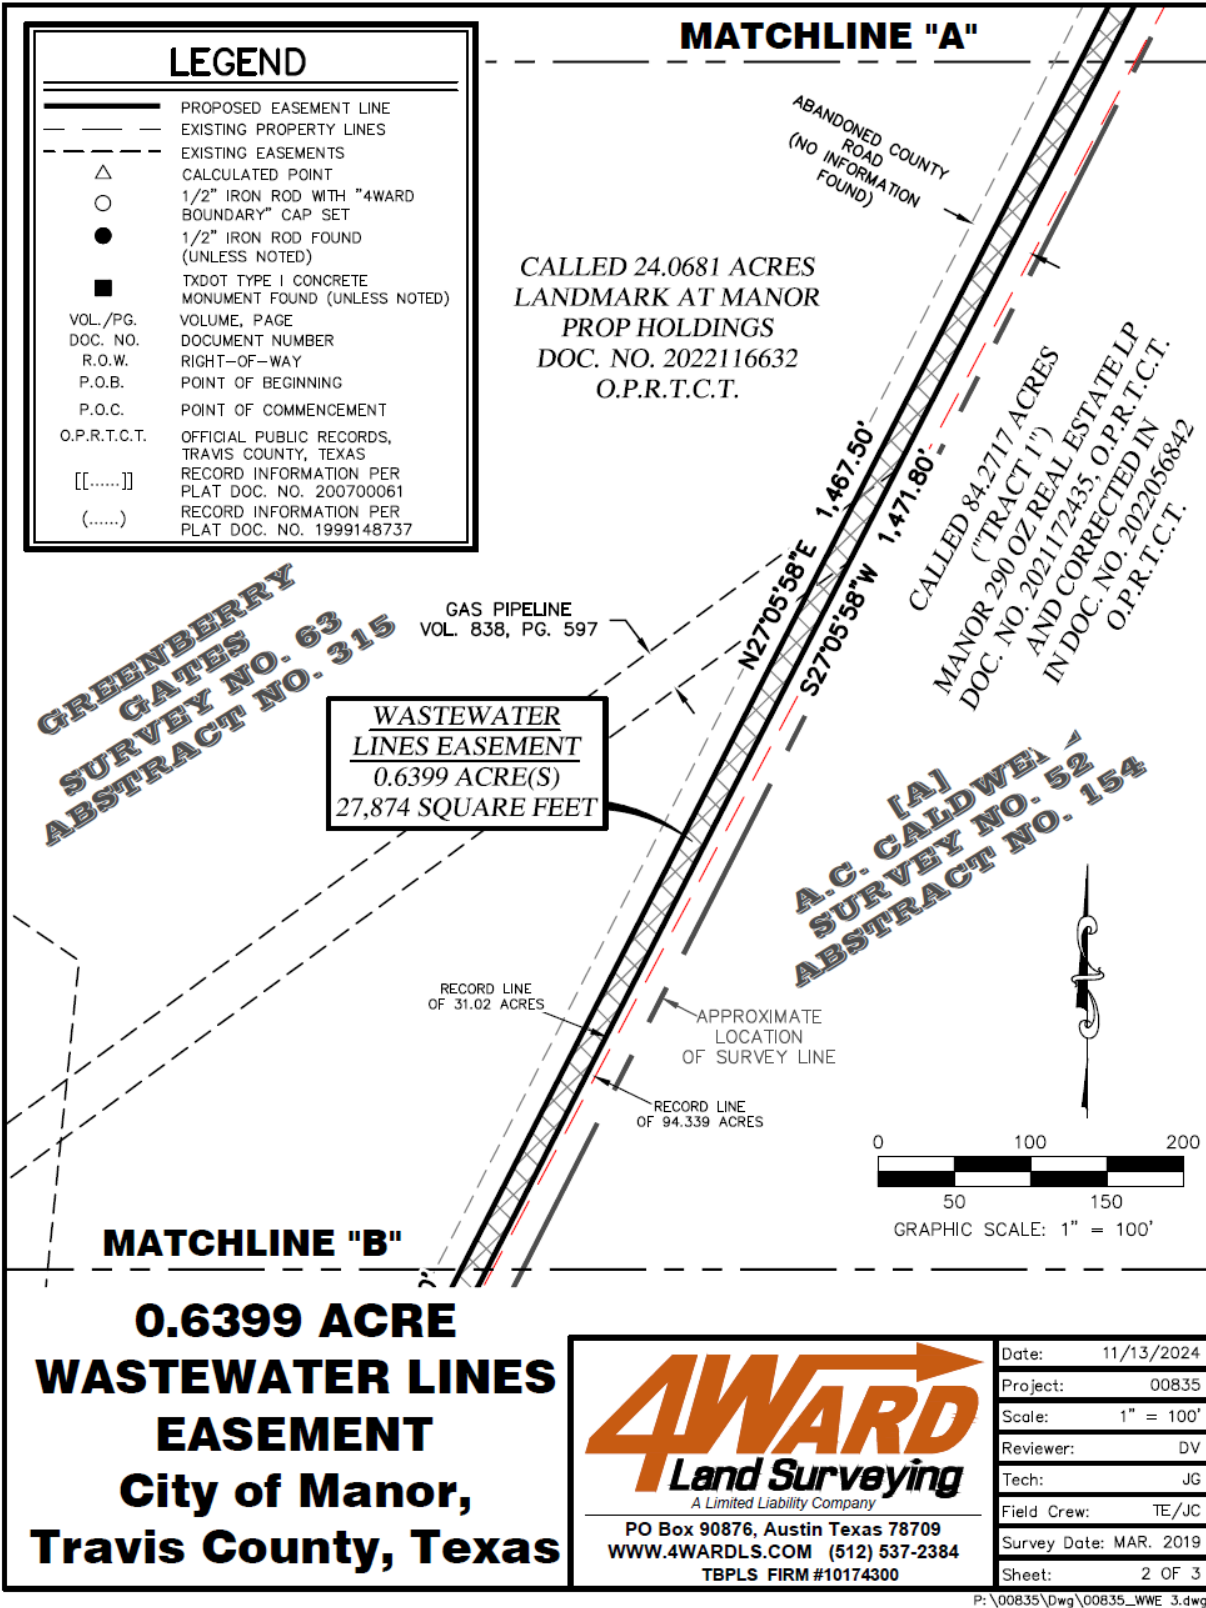 MATCHLINE "A"
LEGEND
PROPOSED EASEMENT LINE
EXISTING PROPERTY LINES
EXISTING EASEMENTS
CALCULATED POINT
1/2" IRON ROD WITH "4WARD
BOUNDARY" CAP SET
1/2" IRON ROD FOUND
(UNLESS NOTED)
TXDOT TYPE I CONCRETE
MONUMENT FOUND (UNLESS NOTED)
VOL./PG. VOLUME, PAGE
DOC. NO. DOCUMENT NUMBER
R.O.W. RIGHT-OF-WAY
P.O.B. POINT OF BEGINNING
P.O.C. POINT OF COMMENCEMENT
O.P.R.T.C.T. OFFICIAL PUBLIC RECORDS,
TRAVIS COUNTY, TEXAS
[[......]] RECORD INFORMATION PER
PLAT DOC. NO. 200700061
(......) RECORD INFORMATION PER
PLAT DOC. NO. 1999148737
ABANDONED COUNTY
ROAD
(NO INFORMATION
FOUND)
CALLED 24.0681 ACRES
LANDMARK AT MANOR
PROP HOLDINGS
DOC. NO. 2022116632
O.P.R.T.C.T.
CALLED 84.2717 ACRES
("TRACT 1")
MANOR 290 OZ REAL ESTATE LP
DOC. NO. 2021172435, O.P.R.T.C.T.
AND CORRECTED IN
IN DOC. NO. 2022056842
O.P.R.T.C.T.
N27°05'58"E 1,467.50'
S27°05'58"W 1,471.80'
GAS PIPELINE
VOL. 838, PG. 597
GREENBERRY
GATES
SURVEY NO. 63
ABSTRACT NO. 315
WASTEWATER
LINES EASEMENT
0.6399 ACRE(S)
27,874 SQUARE FEET
[A]
A.C. CALDWEL
SURVEY NO. 52
ABSTRACT NO. 154
RECORD LINE
OF 31.02 ACRES
APPROXIMATE
LOCATION
OF SURVEY LINE
RECORD LINE
OF 94.339 ACRES
0 100 200
50 150
GRAPHIC SCALE: 1" = 100'
MATCHLINE "B"
0.6399 ACRE
WASTEWATER LINES
EASEMENT
City of Manor,
Travis County, Texas
4WARD
Land Surveying
A Limited Liability Company
PO Box 90876, Austin Texas 78709
WWW.4WARDLS.COM (512) 537-2384
TBPLS FIRM #10174300
Date: 11/13/2024
Project: 00835
Scale: 1" = 100'
Reviewer: DV
Tech: JG
Field Crew: TE/JC
Survey Date: MAR. 2019
Sheet: 2 OF 3
P:\00835\Dwg\00835_WWE 3.dwg